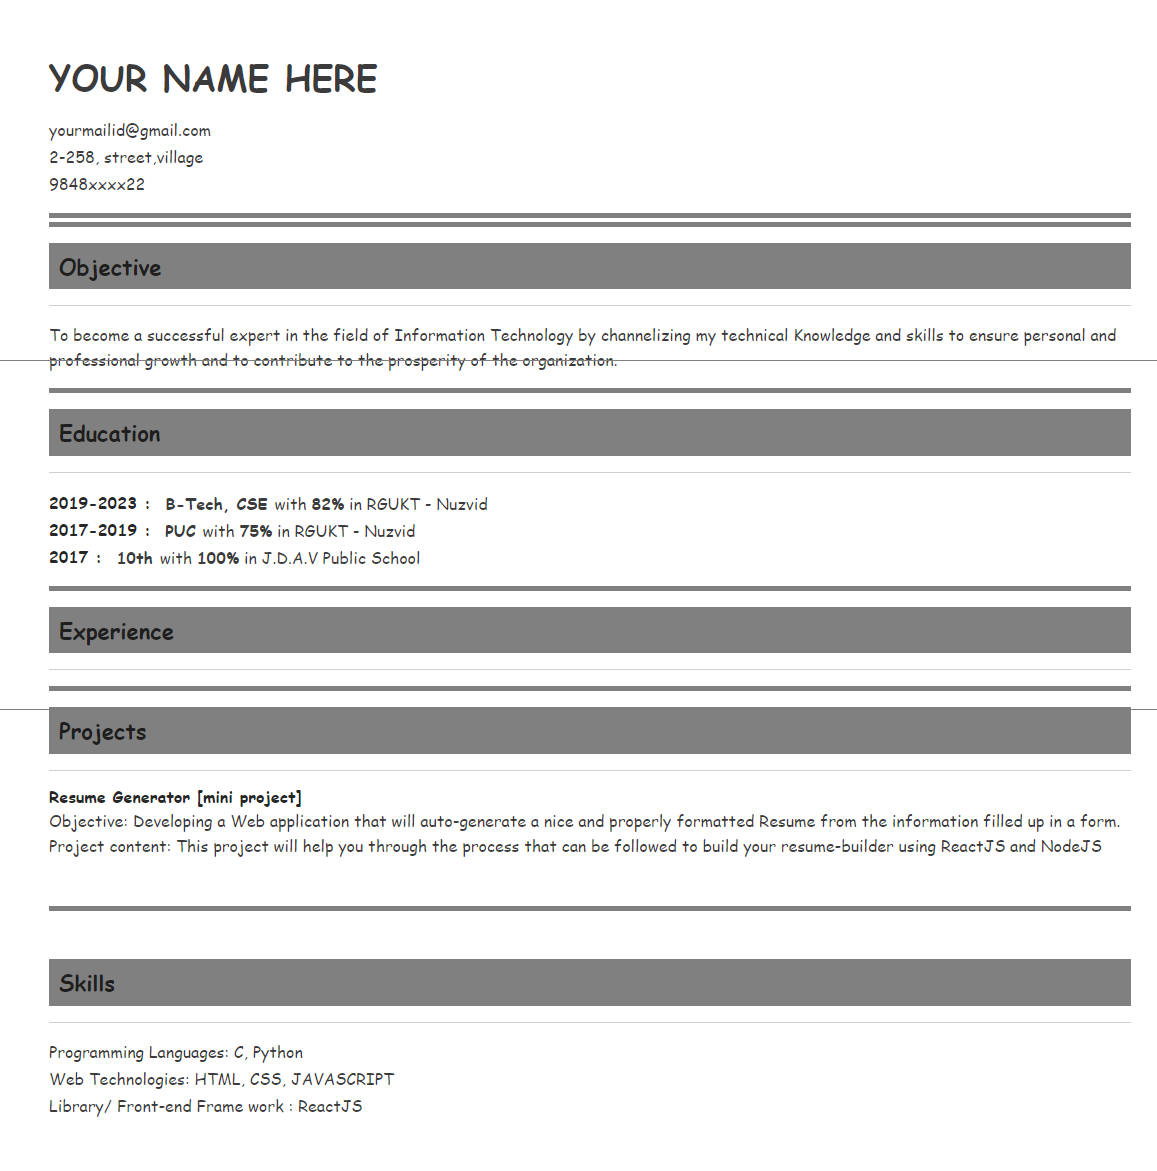 YOUR NAME HERE
yourmailid@gmail.com
2-258, street,village
9848xxxx22
Objective
To become a successful expert in the field of Information Technology by channelizing my technical Knowledge and skills to ensure personal and
professional growth and to contribute to the prosperity of the organization.
Education
2019-2023 : B-Tech, CSE with 82% in RGUKT - Nuzvid
2017-2019 : PUC with 75% in RGUKT - Nuzvid
2017 : 10th with 100% in J.D.A.V Public School
Experience
Projects
Resume Generator [mini project]
Objective: Developing a Web application that will auto-generate a nice and properly formatted Resume from the information filled up in a form.
Project content: This project will help you through the process that can be followed to build your resume-builder using ReactJS and NodeJS
Skills
Programming Languages: C, Python
Web Technologies: HTML, CSS, JAVASCRIPT
Library/ Front-end Frame work : ReactJS